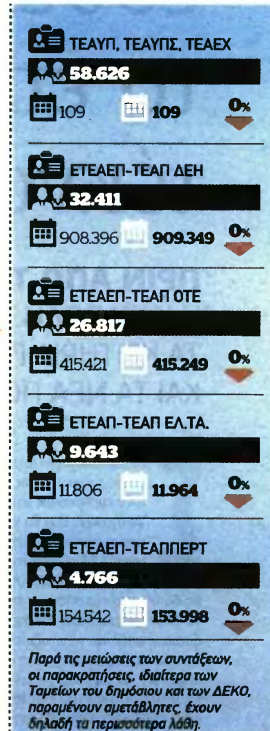 ΤΕΑΥΠ, ΤΕΑΥΠΣ, ΤΕΑΕΧ
58.626
109 109 0%
ΕΤΕΑΕΠ-ΤΕΑΠ ΔΕΗ
32.411
908.396 909.349 0%
ΕΤΕΑΕΠ-ΤΕΑΠ ΟΤΕ
26.817
415.421 415.249 0%
ΕΤΕΑΠ-ΤΕΑΠ ΕΛ.ΤΑ.
9.643
11.806 11.964 0%
ΕΤΕΑΕΠ-ΤΕΑΠΠΕΡΤ
4.766
154.542 153.998 0%
Παρά τις μειώσεις των συντάξεων,
οι παρακρατήσεις, ιδιαίτερα των
Ταμείων του δημόσιου και των ΔΕΚΟ,
παραμένουν αμετάβλητες, έχουν
δηλαδή τα περισσότερα λάθη.